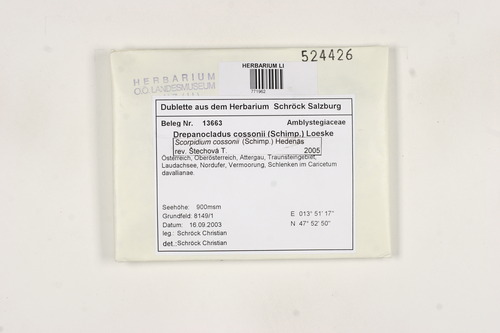 524426
HERBARIUM LI
771962
HERBARIUM
O.Ö. LANDESMUSEUM
Dublette aus dem Herbarium Schröck Salzburg
Beleg Nr. 13663 Amblystegiaceae
Drepanocladus cossonii (Schimp.) Loeske
Scorpidium cossonii (Schimp.) Hedenäs
rev. Štechová T. 2005
Österreich, Oberösterreich, Attergau, Traunsteingebiet,
Laudachsee, Nordufer, Vermoorung, Schlenken im Caricetum
davallianae.
Seehöhe: 900msm E 013° 51' 17"
Grundfeld: 8149/1
Datum: 16.09.2003 N 47° 52' 50"
leg.: Schröck Christian
det.: Schröck Christian